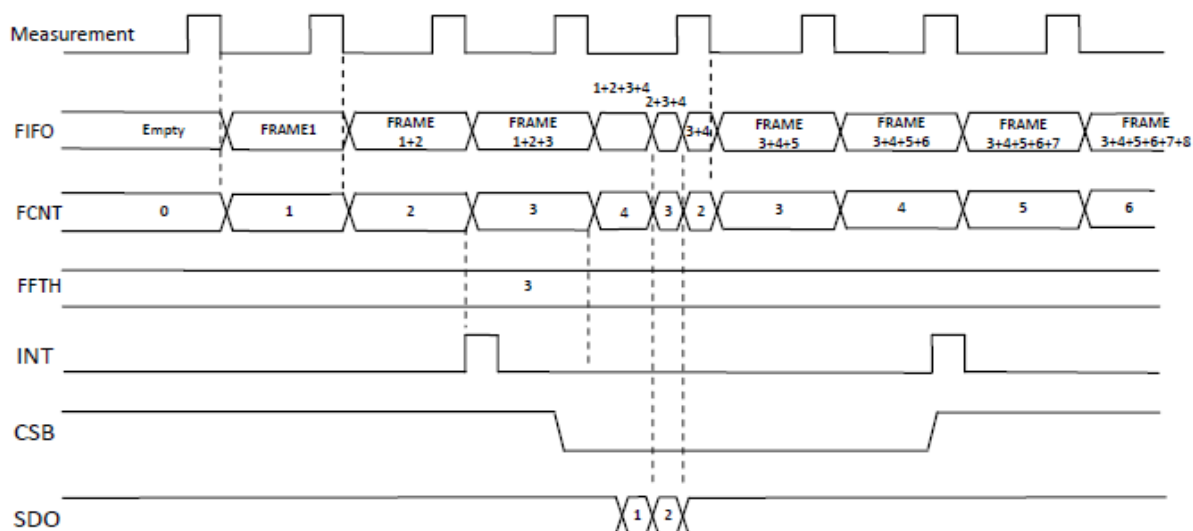 Measurement
1+2+3+4
2+3+4
FIFO
Empty
FRAME1
FRAME
1+2
FRAME
1+2+3
3+4
FRAME
3+4+5
FRAME
3+4+5+6
FRAME
3+4+5+6+7
FRAME
3+4+5+6+7+8
FCNT
0
1
2
3
4
3
2
3
4
5
6
FFTH
3
INT
CSB
SDO
1
2